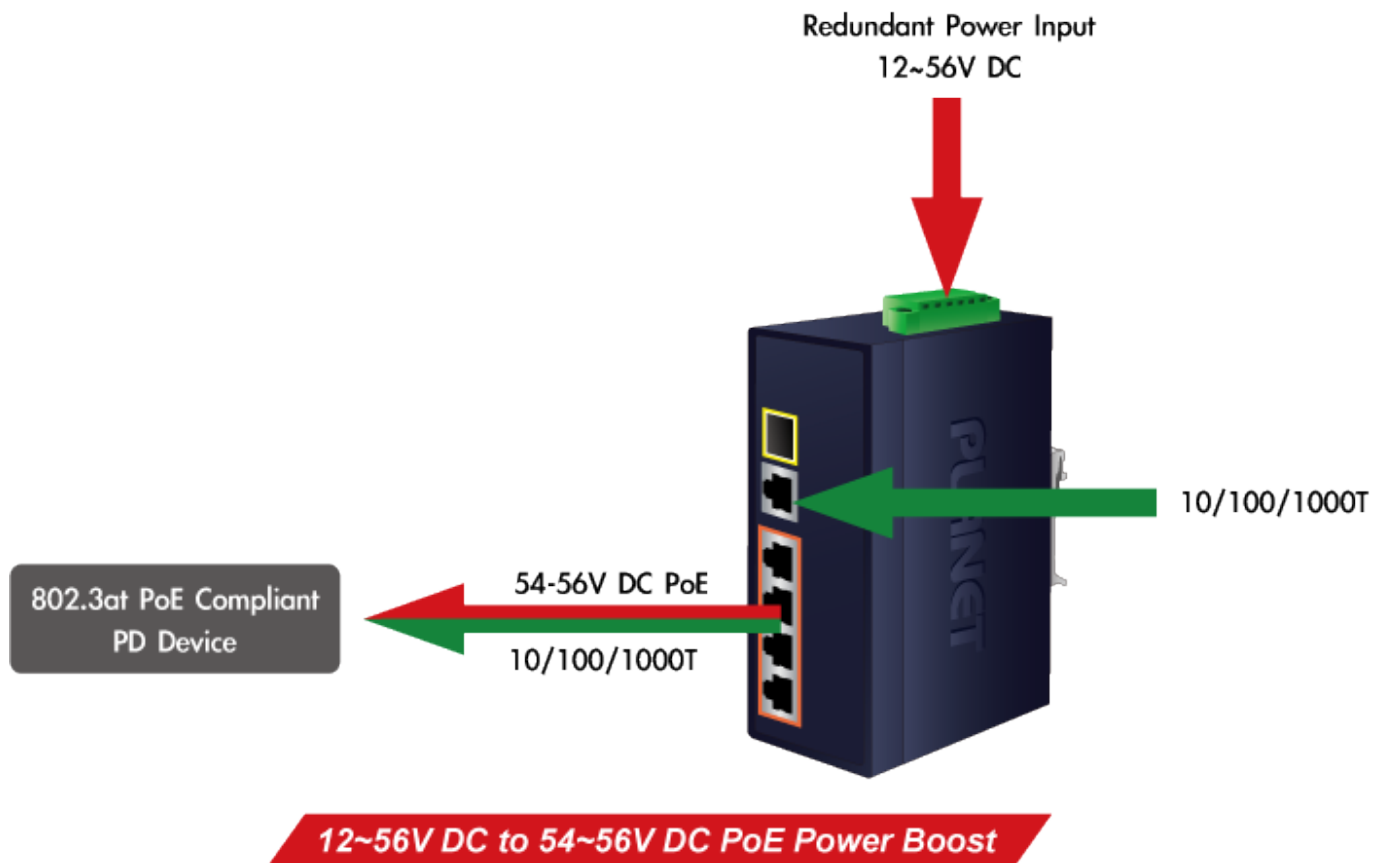 Redundant Power Input
12~56V DC
PLANET
10/100/1000T
54-56V DC PoE
10/100/1000T
802.3at PoE Compliant
PD Device
12~56V DC to 54~56V DC PoE Power Boost